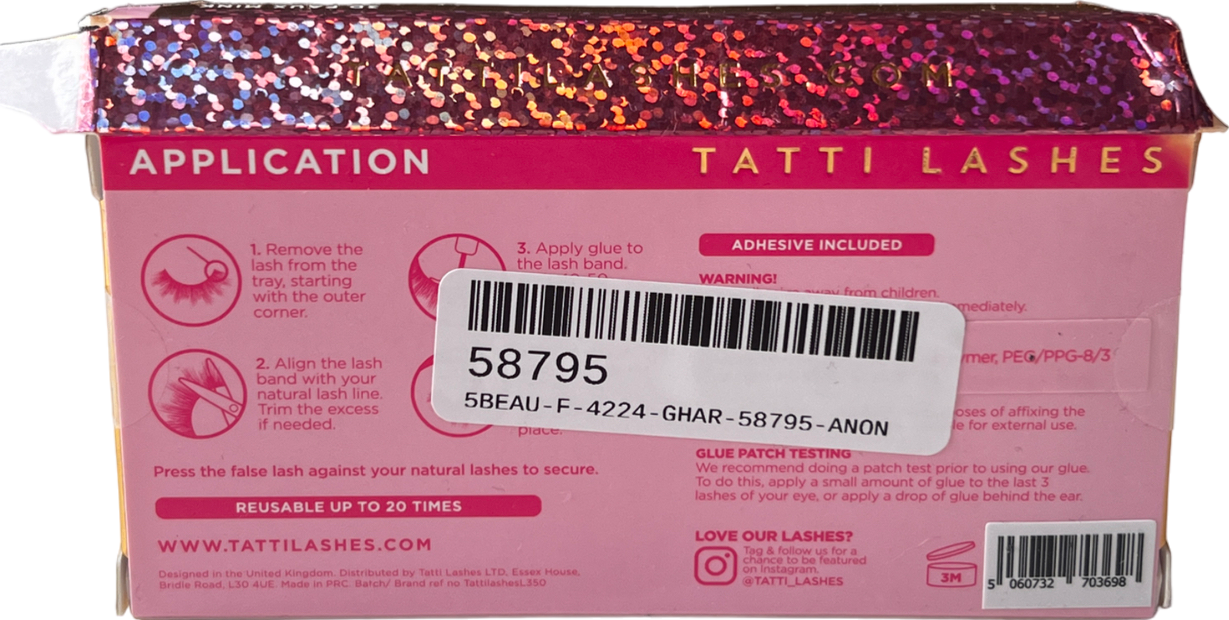 TATTILASHES.COM
APPLICATION
TATTI LASHES
1. Remove the
lash from the
tray, starting
with the outer
corner.
2. Align the lash
band with your
natural lash line.
Trim the excess
if needed.
3. Apply glue to
the lash band.
place.
Press the false lash against your natural lashes to secure.
REUSABLE UP TO 20 TIMES
WWW.TATTILASHES.COM
Designed in the United Kingdom. Distributed by Tatti Lashes LTD, Essex House,
Bridle Road, L30 4UE. Made in PRC. Batch/ Brand ref no TattilashesL350
58795
5BEAU-F-4224-GHAR-58795-ANON
ADHESIVE INCLUDED
WARNING!
away from children.
PEG/PPG-8/3
of affixing the
for external use.
GLUE PATCH TESTING
We recommend doing a patch test prior to using our glue.
To do this, apply a small amount of glue to the last 3
lashes of your eye, or apply a drop of glue behind the ear.
LOVE OUR LASHES?
Tag & follow us for a
chance to be featured
on Instagram.
@TATTI_LASHES
3M
5 060732 703698